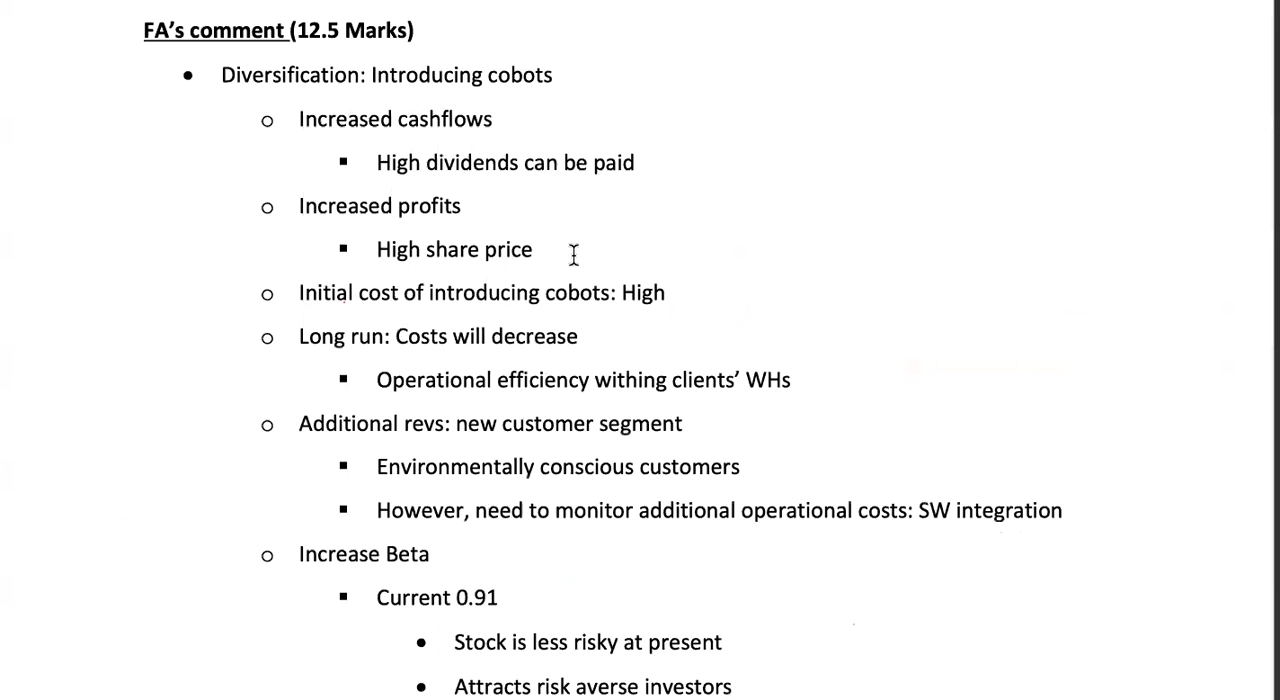 FA's comment (12.5 Marks)
• Diversification: Introducing cobots
o Increased cashflows
▪ High dividends can be paid
o Increased profits
▪ High share price
o Initial cost of introducing cobots: High
o Long run: Costs will decrease
▪ Operational efficiency withing clients' WHs
o Additional revs: new customer segment
▪ Environmentally conscious customers
▪ However, need to monitor additional operational costs: SW integration
o Increase Beta
▪ Current 0.91
• Stock is less risky at present
• Attracts risk averse investors